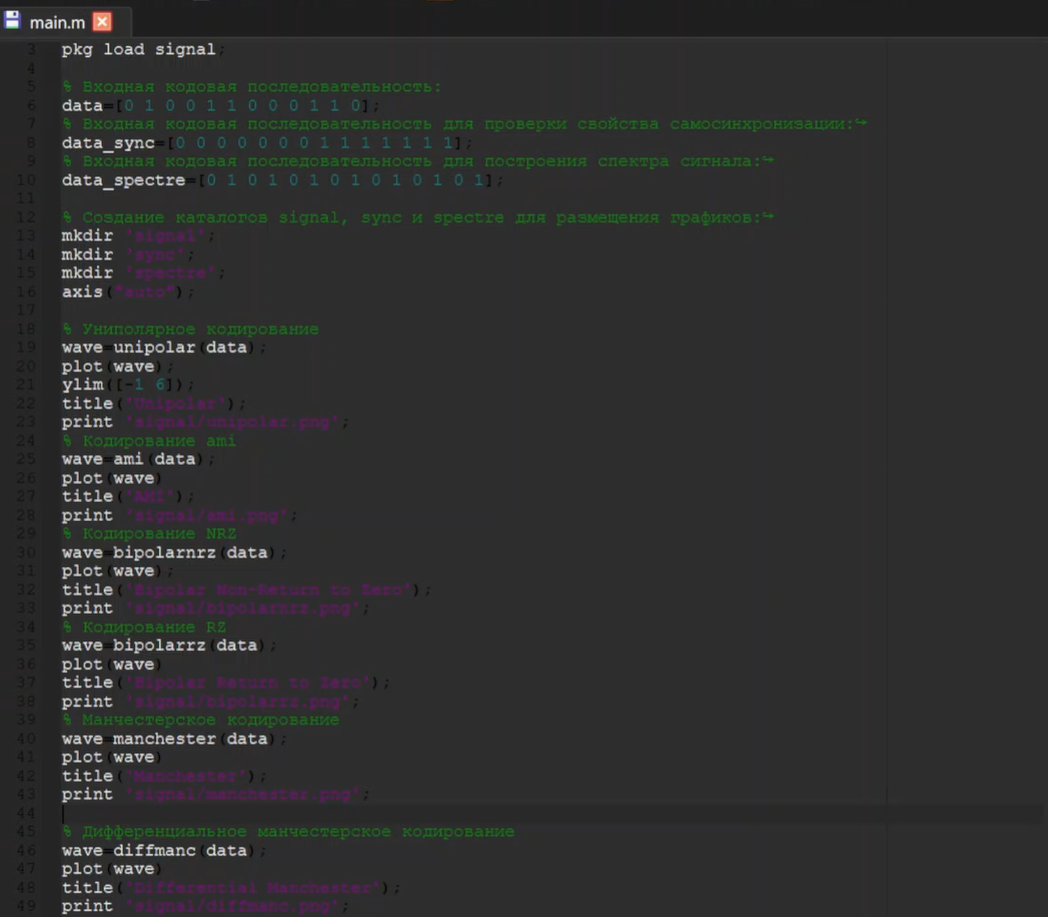 main.m
3 pkg load signal;
4
5 % Входная кодовая последовательность:
6 data=[0 1 0 0 1 1 0 0 0 1 1 0];
7 % Входная кодовая последовательность для проверки свойства самосинхронизации:↪
8 data_sync=[0 0 0 0 0 0 0 1 1 1 1 1 1 1];
9 % Входная кодовая последовательность для построения спектра сигнала:↪
10 data_spectre=[0 1 0 1 0 1 0 1 0 1 0 1 0 1];
11
12 % Создание каталогов signal, sync и spectre для размещения графиков:↪
13 mkdir 'signal';
14 mkdir 'sync';
15 mkdir 'spectre';
16 axis("auto");
17
18 % Униполярное кодирование
19 wave=unipolar(data);
20 plot(wave);
21 ylim([-1 6]);
22 title('Unipolar');
23 print 'signal/unipolar.png';
24 % Кодирование ami
25 wave=ami(data);
26 plot(wave)
27 title('AMI');
28 print 'signal/ami.png';
29 % Кодирование NRZ
30 wave=bipolarnrz(data);
31 plot(wave);
32 title('Bipolar Non-Return to Zero');
33 print 'signal/bipolarnrz.png';
34 % Кодирование RZ
35 wave=bipolarrz(data);
36 plot(wave)
37 title('Bipolar Return to Zero');
38 print 'signal/bipolarrz.png';
39 % Манчестерское кодирование
40 wave=manchester(data);
41 plot(wave)
42 title('Manchester');
43 print 'signal/manchester.png';
44
45 % Дифференциальное манчестерское кодирование
46 wave=diffmanc(data);
47 plot(wave)
48 title('Differential Manchester');
49 print 'signal/diffmanc.png';